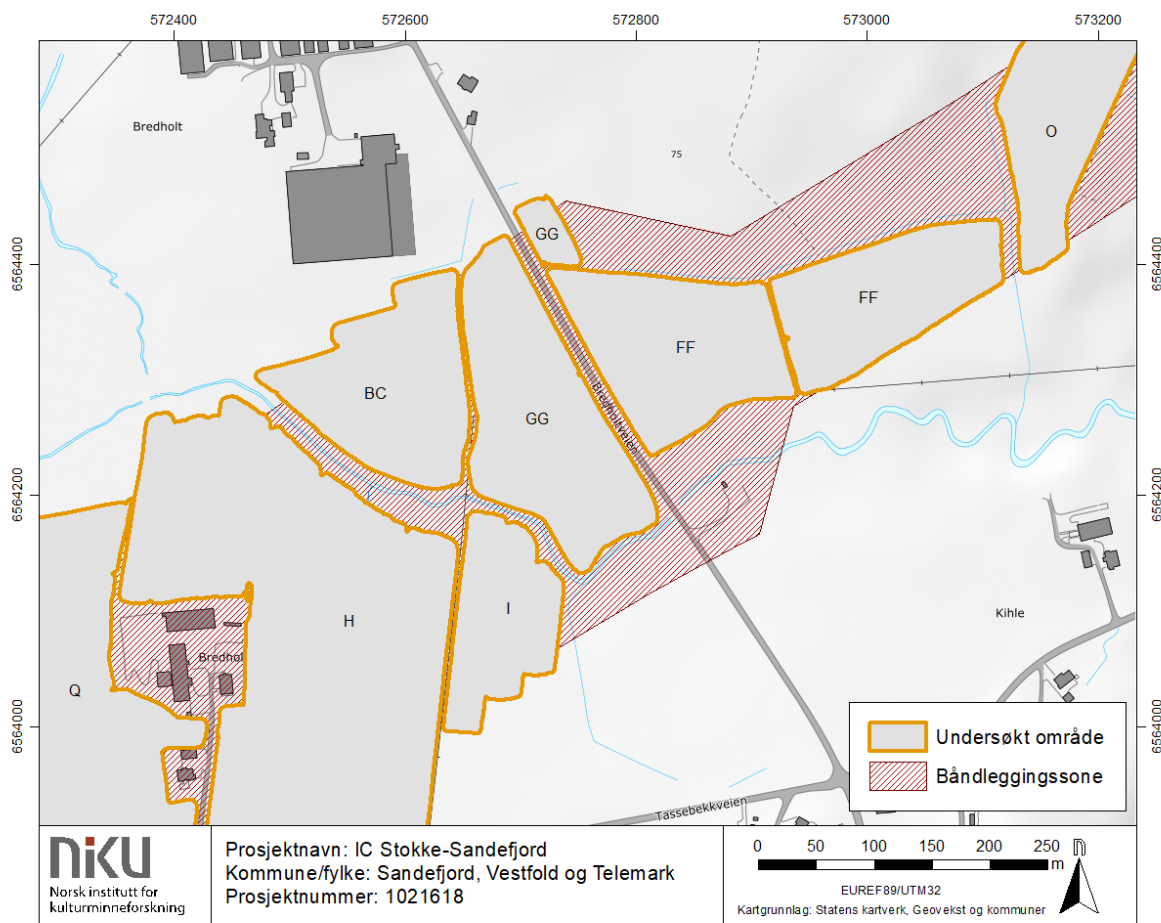 572400 572600 572800 573000 573200
Bredholt
75
O
GG
6564400 6564400
FF
FF
BC
Bredholtveien
GG
6564200 6564200
Kihle
I
H
Bredhol
Q
6564000 6564000
Undersøkt område
Båndleggingssone
Tassebekkveien
niKU
Norsk institutt for
kulturminneforskning
Prosjektnavn: IC Stokke-Sandefjord
Kommune/fylke: Sandefjord, Vestfold og Telemark
Prosjektnummer: 1021618
0 50 100 150 200 250
m
EUREF89/UTM32
Kartgrunnlag: Statens kartverk, Geovekst og kommuner
n